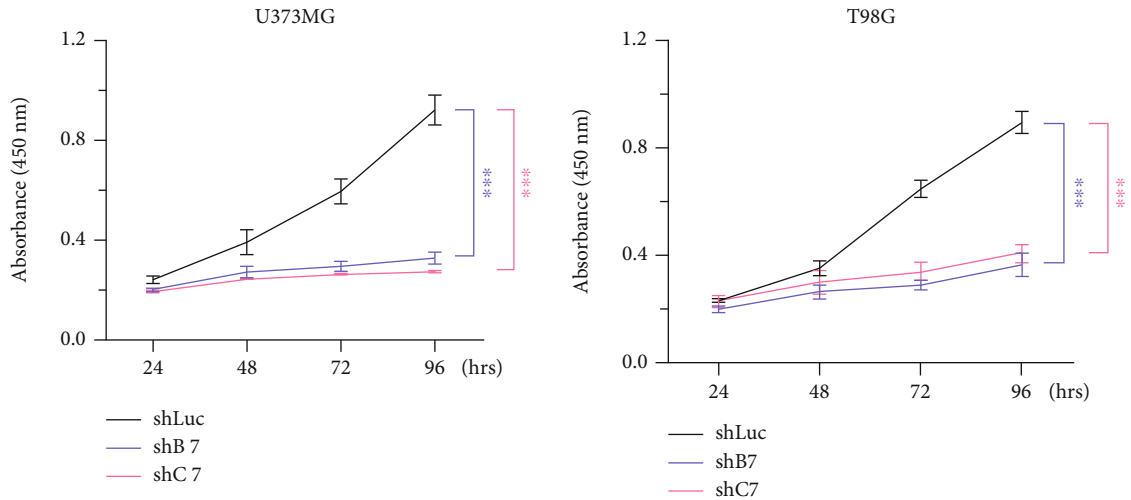 U373MG
Absorbance (450 nm)
1.2
0.8
0.4
0.0
24 48 72 96 (hrs)
***
***
shLuc
shB 7
shC 7
T98G
Absorbance (450 nm)
1.2
0.8
0.4
0.0
24 48 72 96 (hrs)
***
***
shLuc
shB7
shC7